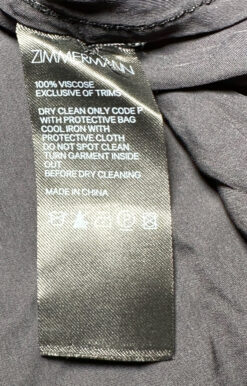 ZIMMERMANN
100% VISCOSE
EXCLUSIVE OF TRIMS
DRY CLEAN ONLY CODE P
WITH PROTECTIVE BAG
COOL IRON WITH
PROTECTIVE CLOTH
DO NOT SPOT CLEAN
TURN GARMENT INSIDE
OUT
BEFORE DRY CLEANING
MADE IN CHINA